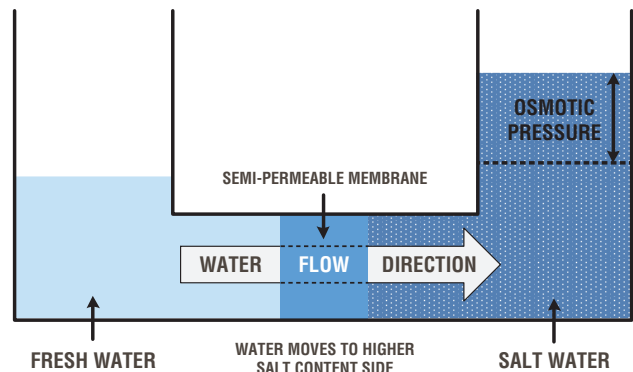 OSMOTIC
PRESSURE
SEMI-PERMEABLE MEMBRANE
WATER FLOW DIRECTION
FRESH WATER
WATER MOVES TO HIGHER
SALT CONTENT SIDE
SALT WATER